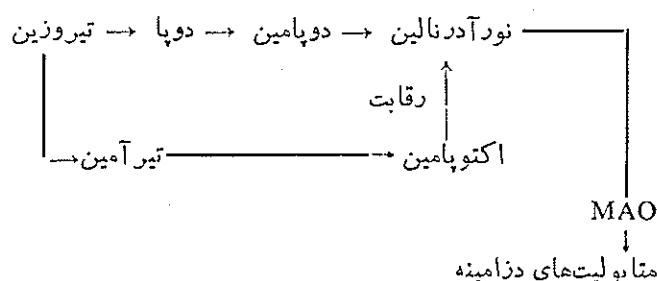 تیروزین → دوپا → دوپامین → نورآدرنالین
رقابت
تیرآمین → اکتوپامین
MAO
متابولیت‌های دزامینه